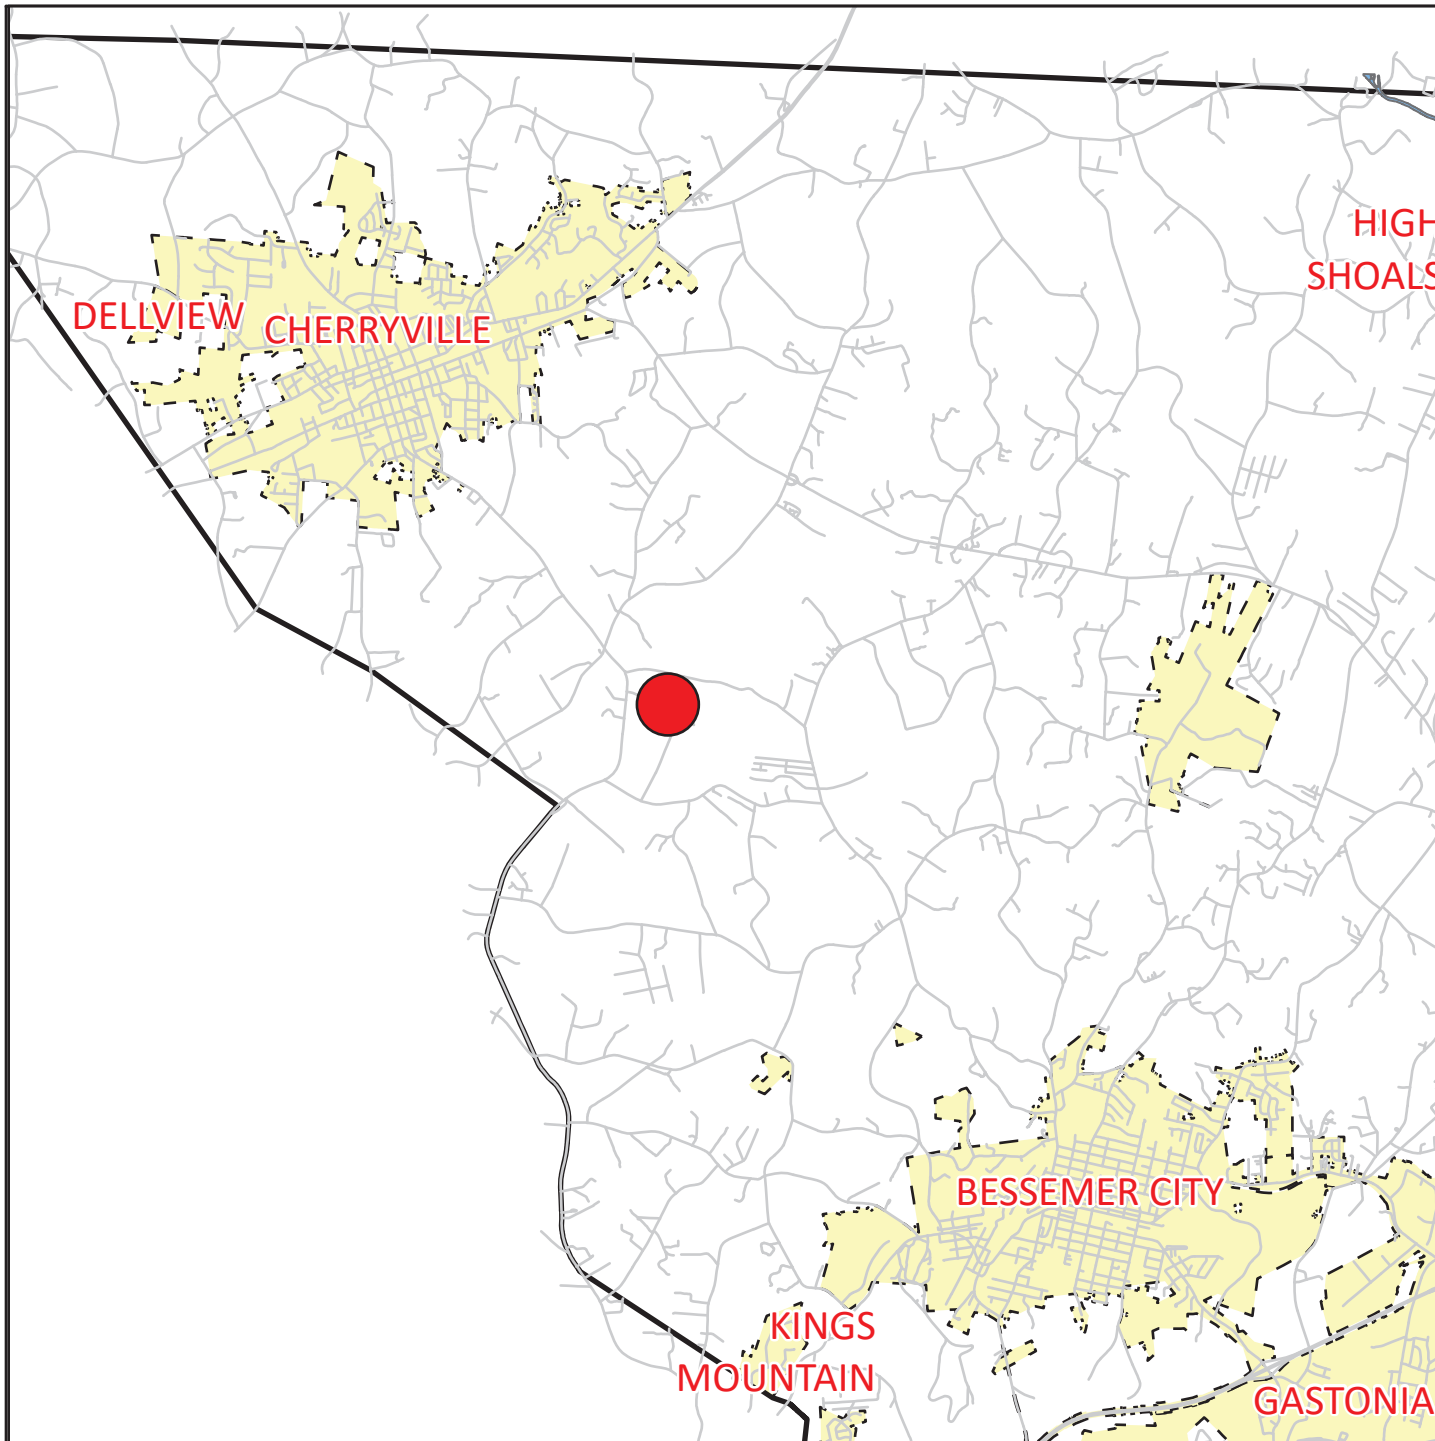 HIGH
SHOALS
DELLVIEW
CHERRYVILLE
BESSEMER CITY
KINGS
MOUNTAIN
GASTONIA